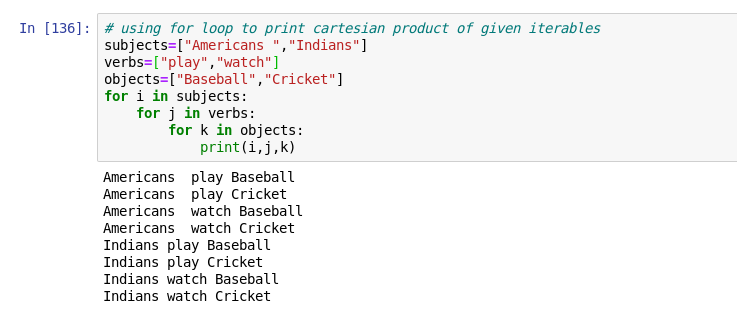 In [136]: # using for loop to print cartesian product of given iterables
subjects=["Americans ","Indians"]
verbs=["play","watch"]
objects=["Baseball","Cricket"]
for i in subjects:
    for j in verbs:
        for k in objects:
            print(i,j,k)
Americans  play Baseball
Americans  play Cricket
Americans  watch Baseball
Americans  watch Cricket
Indians play Baseball
Indians play Cricket
Indians watch Baseball
Indians watch Cricket